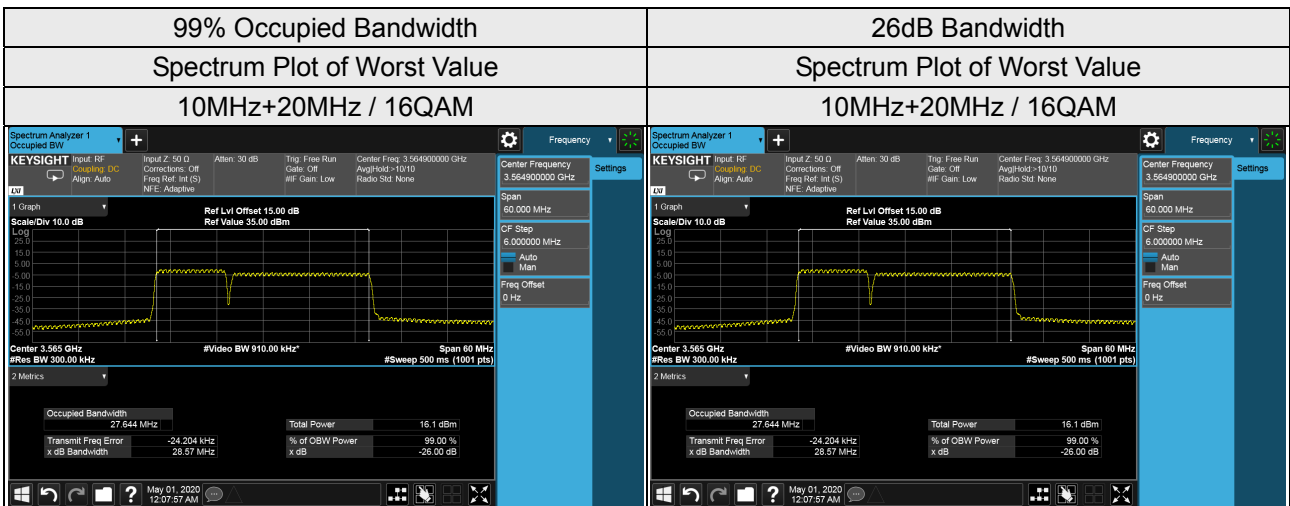 99% Occupied Bandwidth
26dB Bandwidth
Spectrum Plot of Worst Value
Spectrum Plot of Worst Value
10MHz+20MHz / 16QAM
10MHz+20MHz / 16QAM
Spectrum Analyzer 1
Occupied BW
+
Frequency
KEYSIGHT
Input: RF
Coupling: DC
Align: Auto
Input Z: 50 Ω
Corrections: Off
Freq Ref: Int (S)
NFE: Adaptive
Atten: 30 dB
Trig: Free Run
Gate: Off
#IF Gain: Low
Center Freq: 3.564900000 GHz
Avg|Hold:>10/10
Radio Std: None
LXI
Center Frequency
3.564900000 GHz
Settings
Span
60.000 MHz
CF Step
6.000000 MHz
Auto
Man
Freq Offset
0 Hz
1 Graph
Scale/Div 10.0 dB
Ref Lvl Offset 15.00 dB
Ref Value 35.00 dBm
Log
25.0
15.0
5.00
-5.00
-15.0
-25.0
-35.0
-45.0
-55.0
Center 3.565 GHz
#Res BW 300.00 kHz
#Video BW 910.00 kHz*
Span 60 MHz
#Sweep 500 ms (1001 pts)
2 Metrics
Occupied Bandwidth
27.644 MHz
Total Power 16.1 dBm
Transmit Freq Error -24.204 kHz
% of OBW Power 99.00 %
x dB Bandwidth 28.57 MHz
x dB -26.00 dB
?
May 01, 2020
12:07:57 AM
Spectrum Analyzer 1
Occupied BW
+
Frequency
KEYSIGHT
Input: RF
Coupling: DC
Align: Auto
Input Z: 50 Ω
Corrections: Off
Freq Ref: Int (S)
NFE: Adaptive
Atten: 30 dB
Trig: Free Run
Gate: Off
#IF Gain: Low
Center Freq: 3.564900000 GHz
Avg|Hold:>10/10
Radio Std: None
LXI
Center Frequency
3.564900000 GHz
Settings
Span
60.000 MHz
CF Step
6.000000 MHz
Auto
Man
Freq Offset
0 Hz
1 Graph
Scale/Div 10.0 dB
Ref Lvl Offset 15.00 dB
Ref Value 35.00 dBm
Log
25.0
15.0
5.00
-5.00
-15.0
-25.0
-35.0
-45.0
-55.0
Center 3.565 GHz
#Res BW 300.00 kHz
#Video BW 910.00 kHz*
Span 60 MHz
#Sweep 500 ms (1001 pts)
2 Metrics
Occupied Bandwidth
27.644 MHz
Total Power 16.1 dBm
Transmit Freq Error -24.204 kHz
% of OBW Power 99.00 %
x dB Bandwidth 28.57 MHz
x dB -26.00 dB
?
May 01, 2020
12:07:57 AM